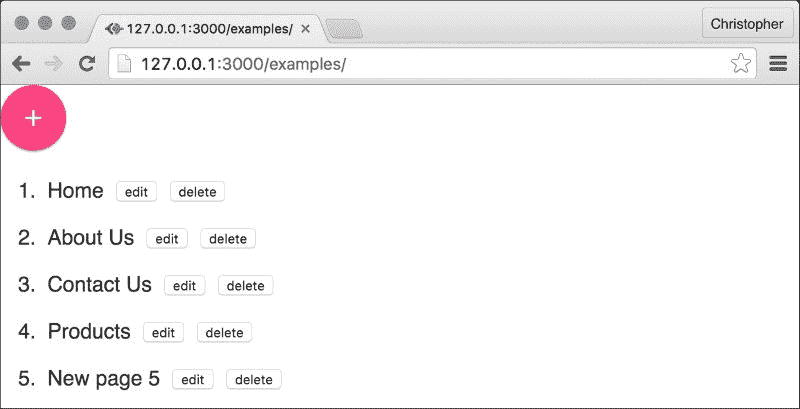 127.0.0.1:3000/examples/ ×
Christopher
127.0.0.1:3000/examples/
+
1. Home edit delete
2. About Us edit delete
3. Contact Us edit delete
4. Products edit delete
5. New page 5 edit delete